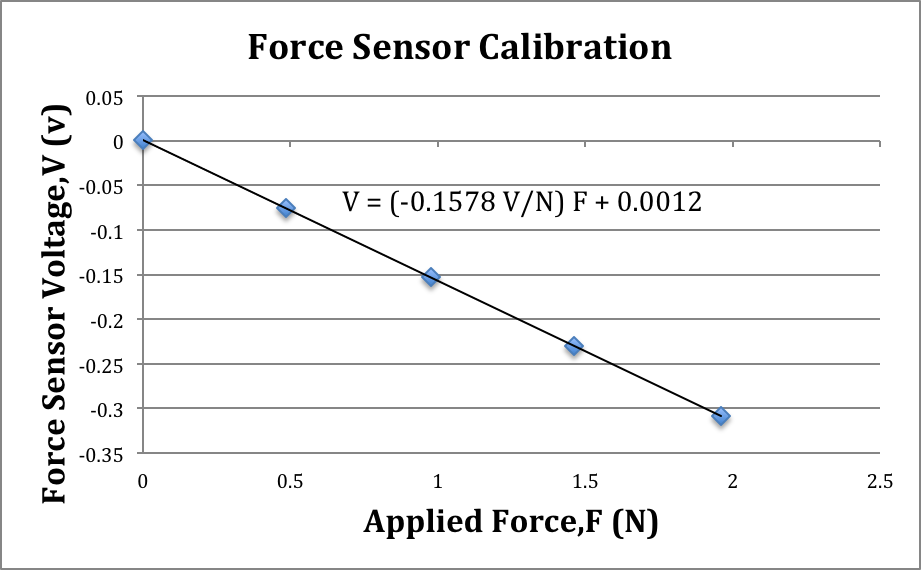 Force Sensor Calibration
0.05
0
-0.05
-0.1
-0.15
-0.2
-0.25
-0.3
-0.35
Force Sensor Voltage,V (v)
V = (-0.1578 V/N) F + 0.0012
0 0.5 1 1.5 2 2.5
Applied Force,F (N)